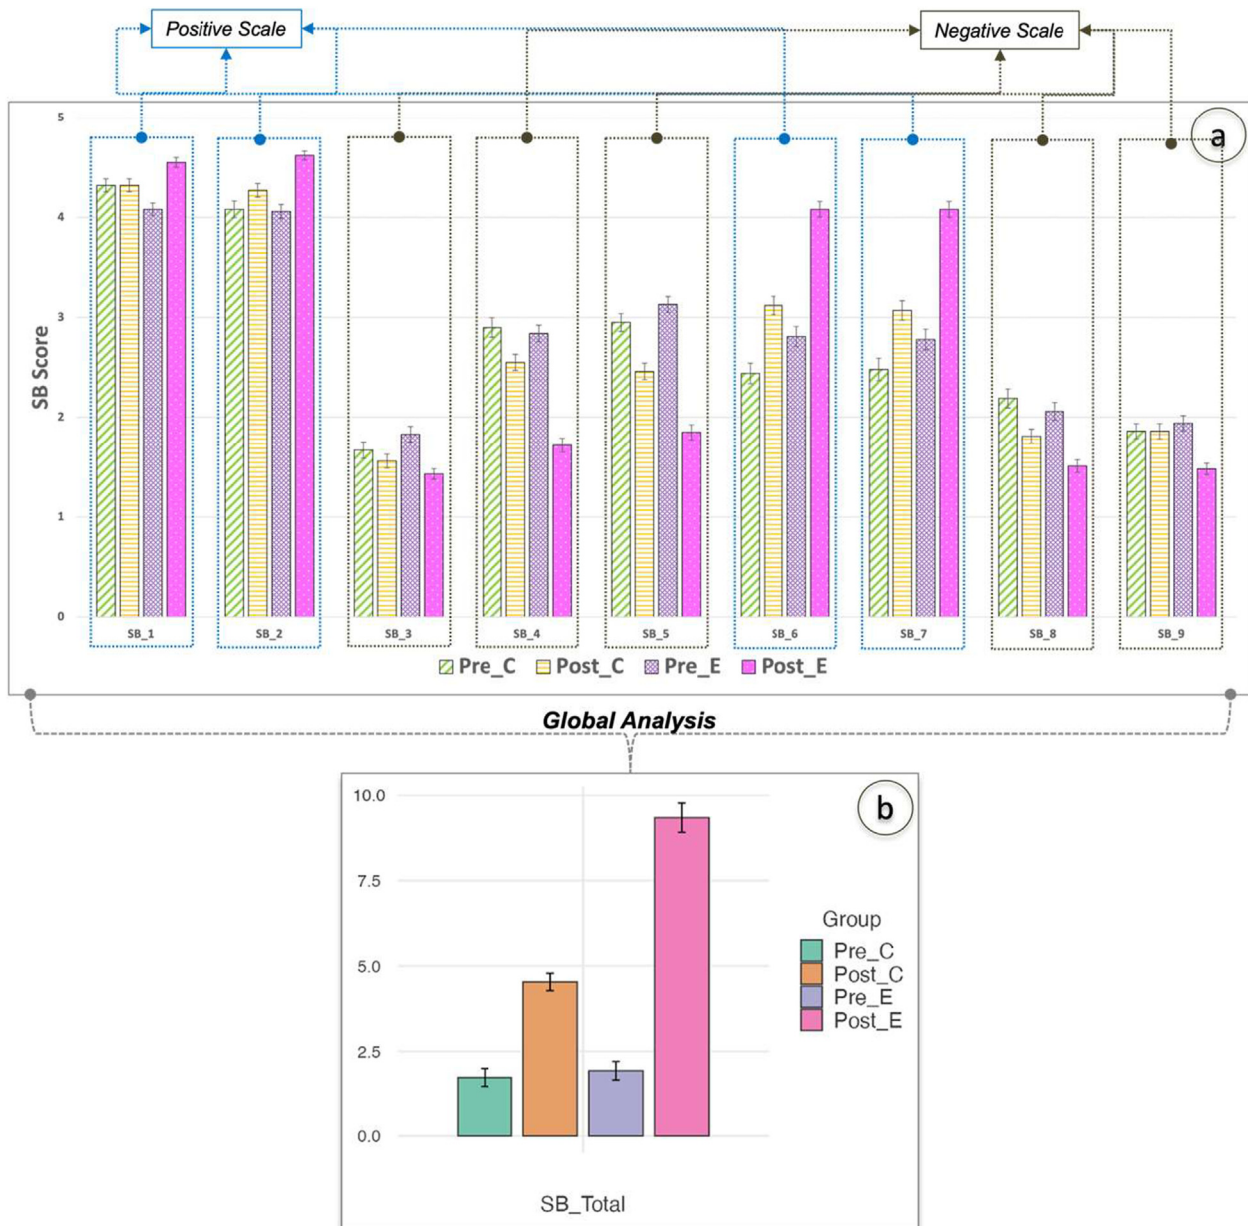 Positive Scale
Negative Scale
a
5
4
3
2
1
0
SB Score
SB_1 SB_2 SB_3 SB_4 SB_5 SB_6 SB_7 SB_8 SB_9
Pre_C Post_C Pre_E Post_E
Global Analysis
b
10.0
7.5
5.0
2.5
0.0
Group
Pre_C
Post_C
Pre_E
Post_E
SB_Total